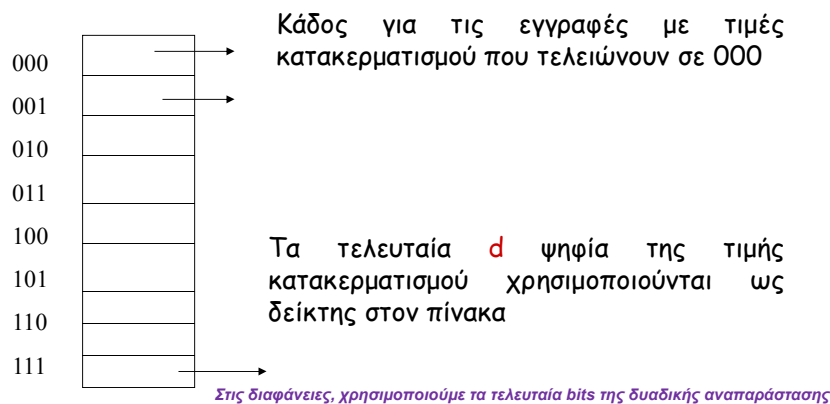 Κάδος για τις εγγραφές με τιμές
κατακερματισμού που τελειώνουν σε 000
000
001
010
011
100
101
110
111
Τα τελευταία d ψηφία της τιμής
κατακερματισμού χρησιμοποιούνται ως
δείκτης στον πίνακα
Στις διαφάνειες, χρησιμοποιούμε τα τελευταία bits της δυαδικής αναπαράστασης